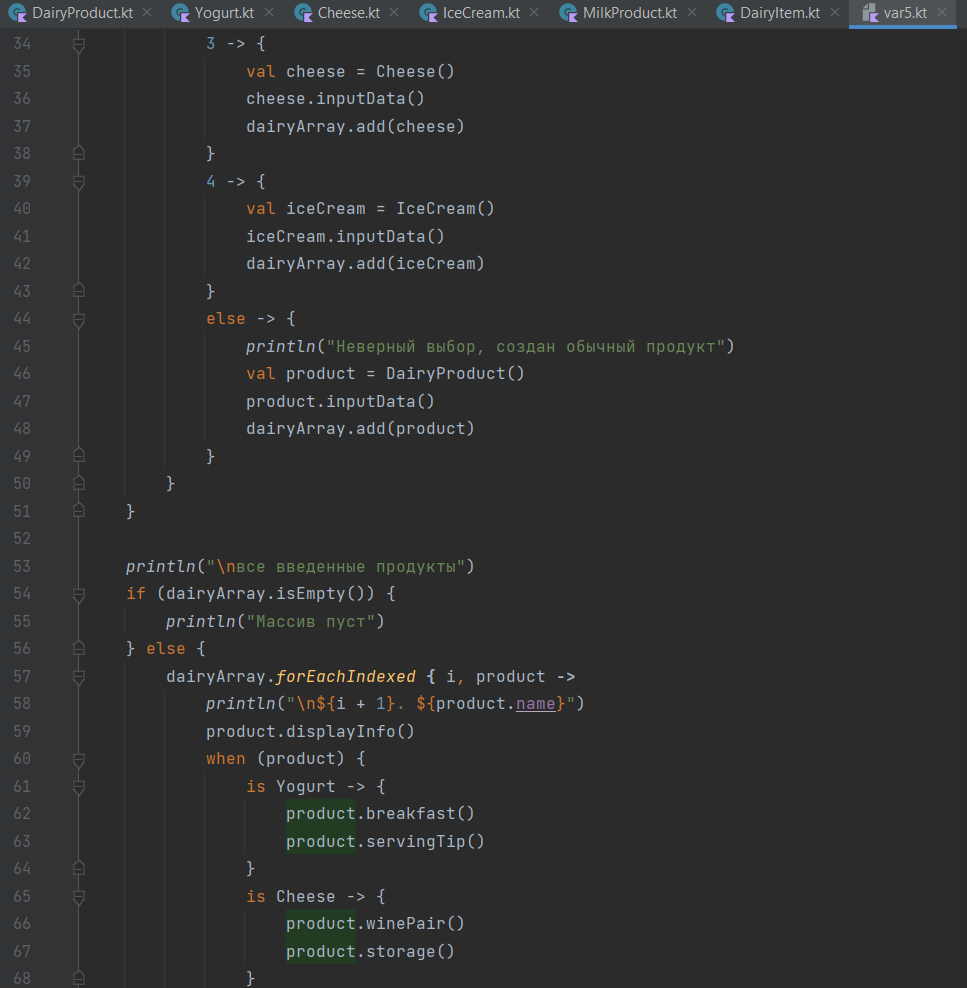 DairyProduct.kt Yogurt.kt Cheese.kt IceCream.kt MilkProduct.kt DairyItem.kt var5.kt
34 3 -> {
35 val cheese = Cheese()
36 cheese.inputData()
37 dairyArray.add(cheese)
38 }
39 4 -> {
40 val iceCream = IceCream()
41 iceCream.inputData()
42 dairyArray.add(iceCream)
43 }
44 else -> {
45 println("Неверный выбор, создан обычный продукт")
46 val product = DairyProduct()
47 product.inputData()
48 dairyArray.add(product)
49 }
50 }
51 }
52
53 println("\nвсе введенные продукты")
54 if (dairyArray.isEmpty()) {
55 println("Массив пуст")
56 } else {
57 dairyArray.forEachIndexed { i, product ->
58 println("\n${i + 1}. ${product.name}")
59 product.displayInfo()
60 when (product) {
61 is Yogurt -> {
62 product.breakfast()
63 product.servingTip()
64 }
65 is Cheese -> {
66 product.winePair()
67 product.storage()
68 }